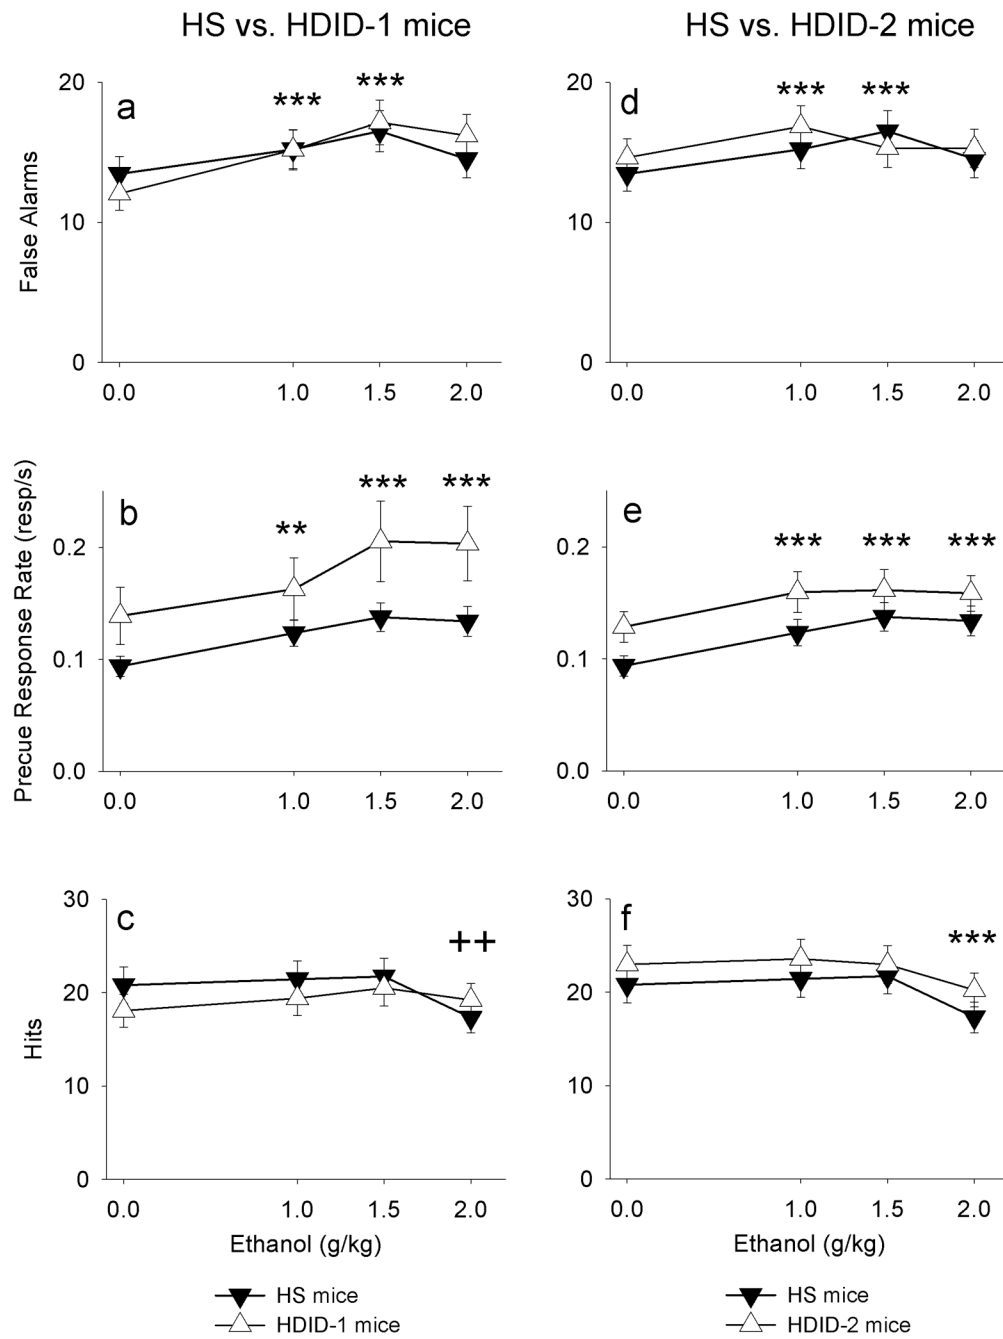 HS vs. HDID-1 mice
HS vs. HDID-2 mice
a
*** ***
False Alarms
20
10
0
0.0 1.0 1.5 2.0
d
*** ***
20
10
0
0.0 1.0 1.5 2.0
b
** *** ***
Precue Response Rate (resp/s)
0.2
0.1
0.0
0.0 1.0 1.5 2.0
e
*** *** ***
0.2
0.1
0.0
0.0 1.0 1.5 2.0
c
++
Hits
30
20
10
0
0.0 1.0 1.5 2.0
Ethanol (g/kg)
HS mice
HDID-1 mice
f
***
30
20
10
0
0.0 1.0 1.5 2.0
Ethanol (g/kg)
HS mice
HDID-2 mice